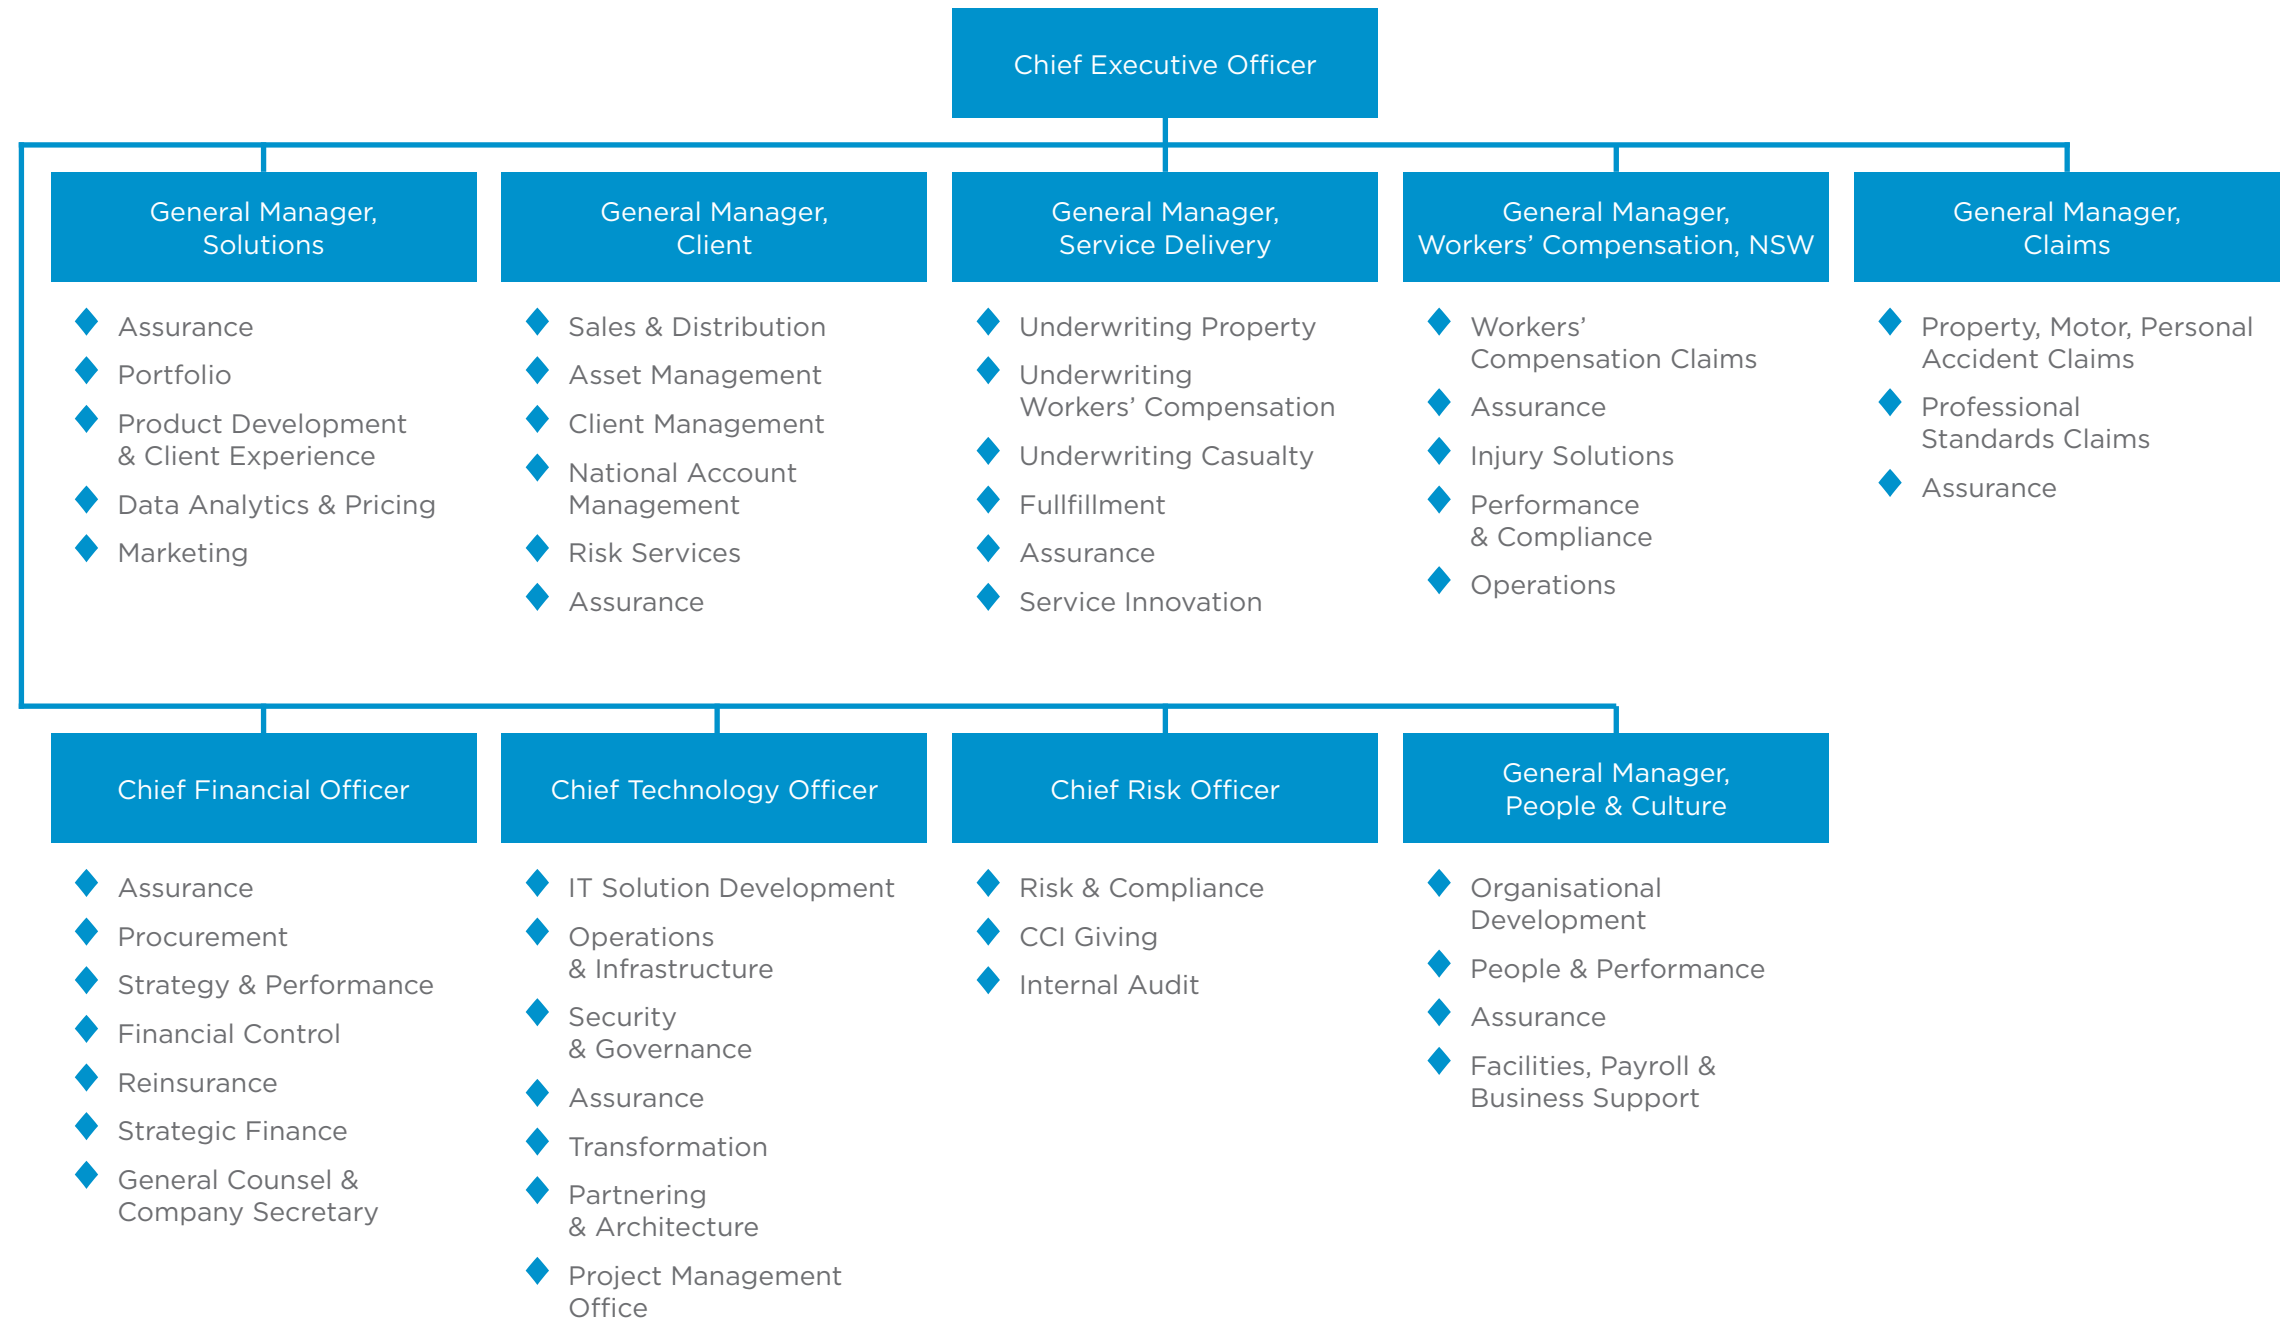 Chief Executive Officer
General Manager,
Solutions
Assurance
Portfolio
Product Development
& Client Experience
Data Analytics & Pricing
Marketing
General Manager,
Client
Sales & Distribution
Asset Management
Client Management
National Account
Management
Risk Services
Assurance
General Manager,
Service Delivery
Underwriting Property
Underwriting
Workers’ Compensation
Underwriting Casualty
Fullfillment
Assurance
Service Innovation
General Manager,
Workers’ Compensation, NSW
Workers’
Compensation Claims
Assurance
Injury Solutions
Performance
& Compliance
Operations
General Manager,
Claims
Property, Motor, Personal
Accident Claims
Professional
Standards Claims
Assurance
Chief Financial Officer
Assurance
Procurement
Strategy & Performance
Financial Control
Reinsurance
Strategic Finance
General Counsel &
Company Secretary
Chief Technology Officer
IT Solution Development
Operations
& Infrastructure
Security
& Governance
Assurance
Transformation
Partnering
& Architecture
Project Management
Office
Chief Risk Officer
Risk & Compliance
CCI Giving
Internal Audit
General Manager,
People & Culture
Organisational
Development
People & Performance
Assurance
Facilities, Payroll &
Business Support